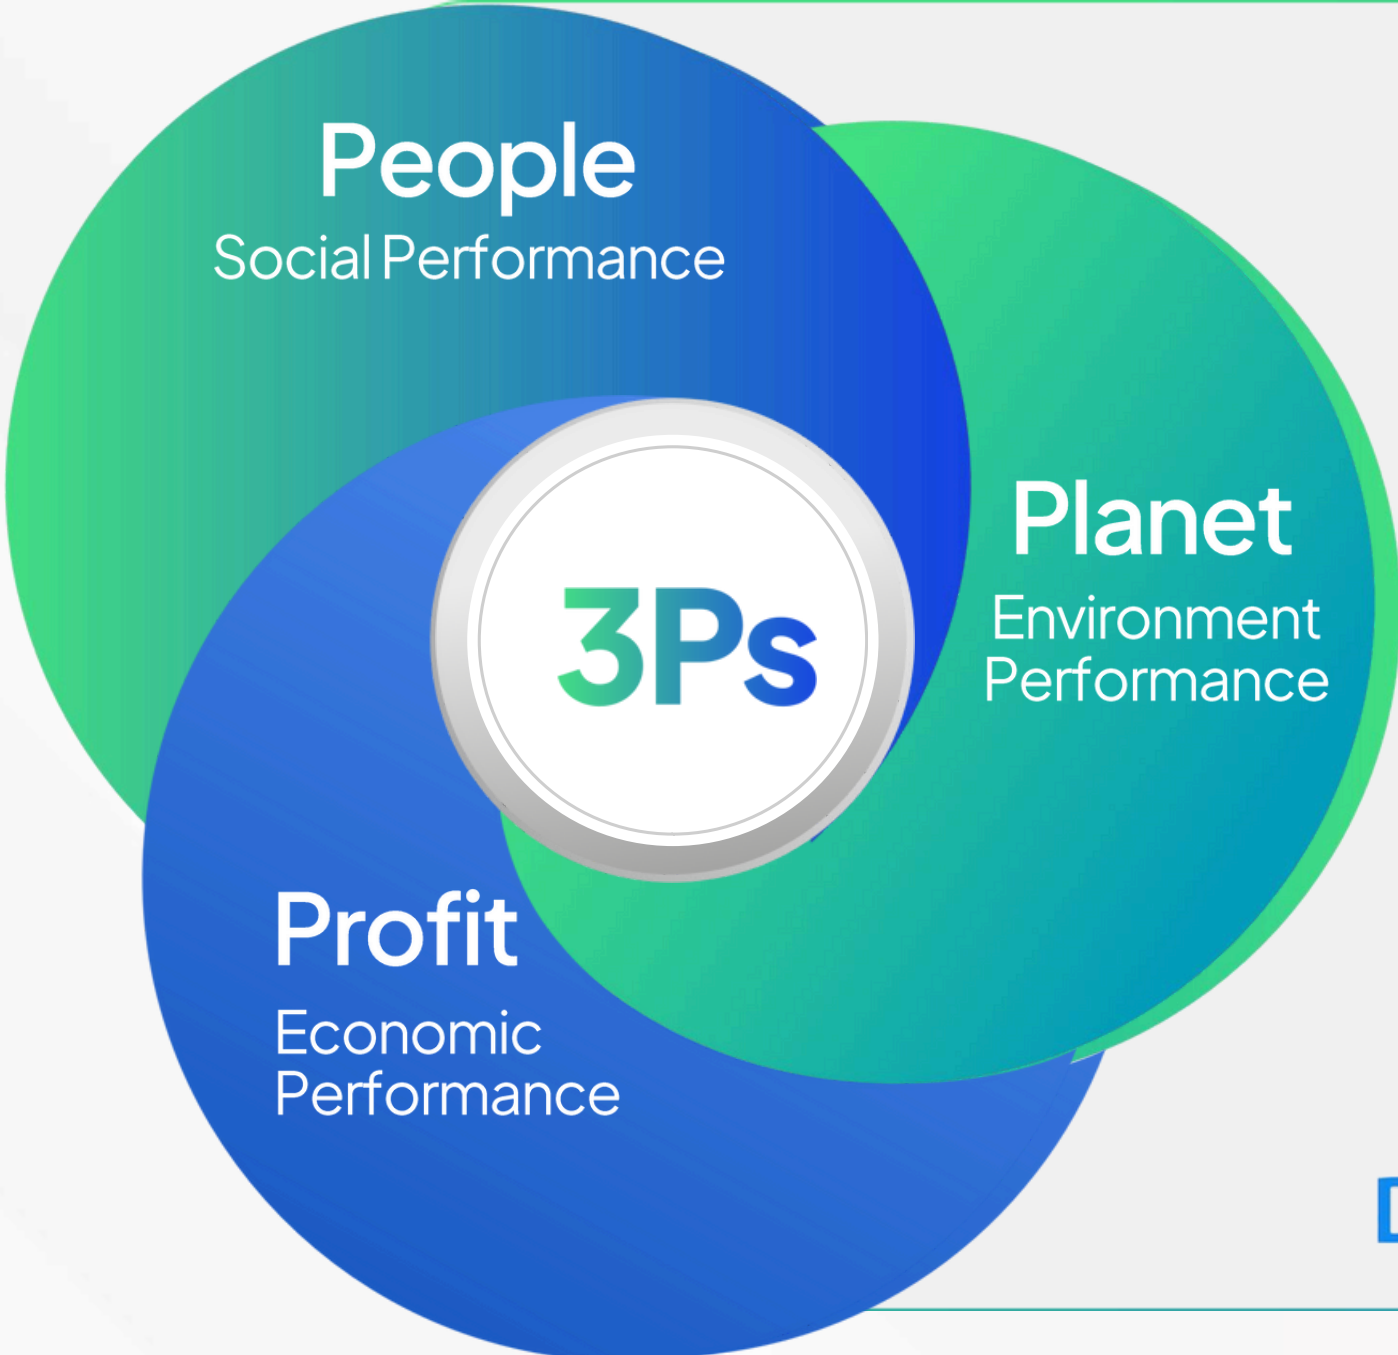 People
Social Performance
Planet
Environment
Performance
3Ps
Profit
Economic
Performance